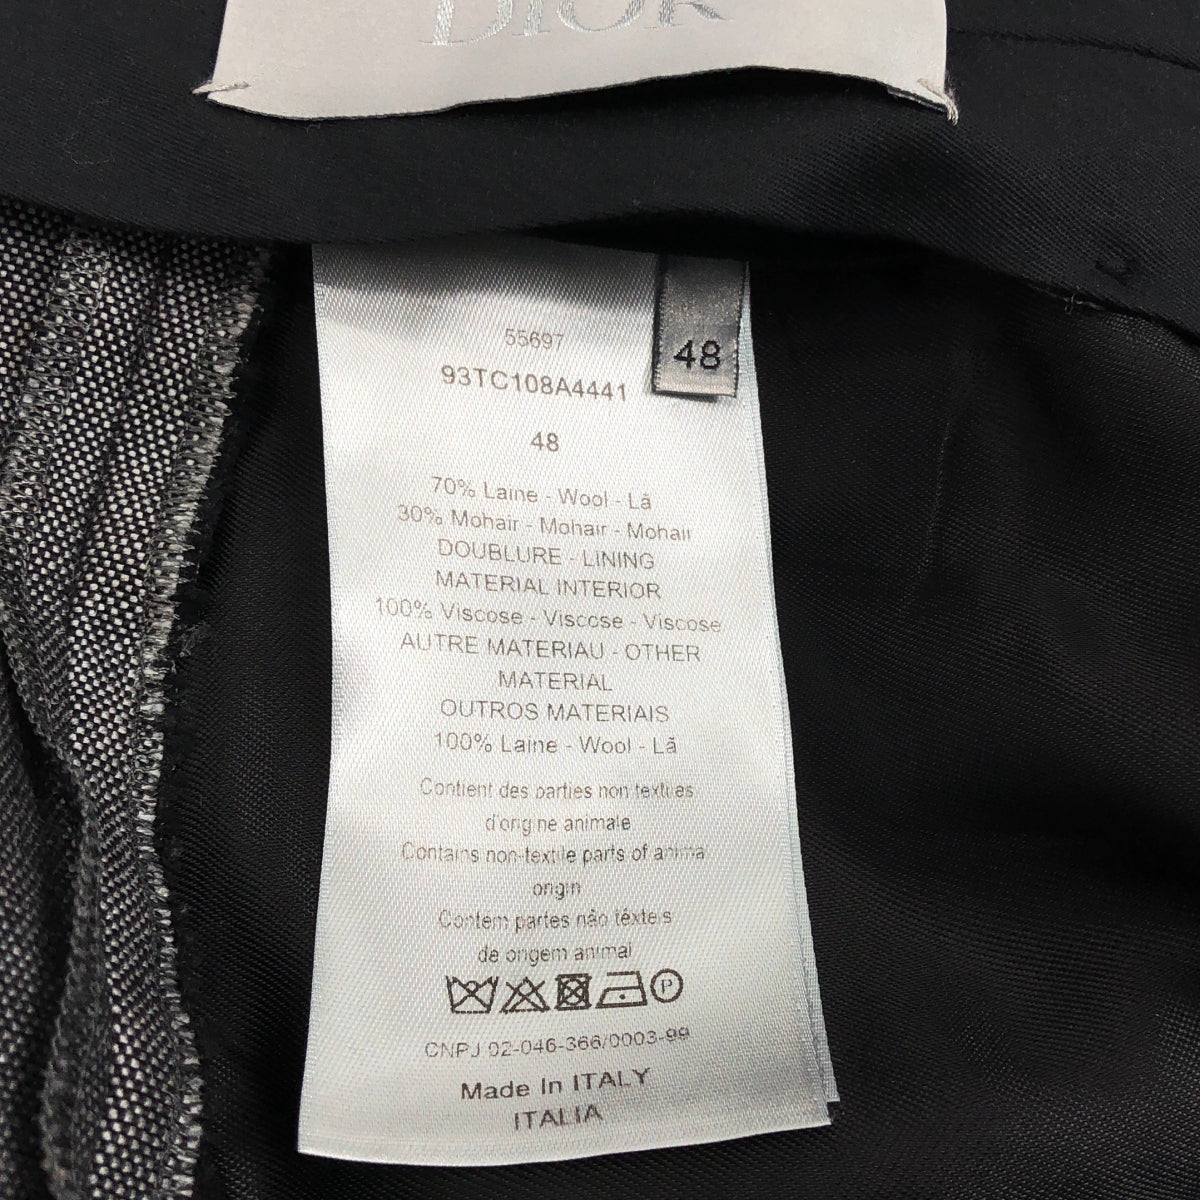 DIOR
55697
48
93TC108A4441
48
70% Laine - Wool - Lã
30% Mohair - Mohair - Mohair
DOUBLURE - LINING
MATERIAL INTERIOR
100% Viscose - Viscose - Viscose
AUTRE MATERIAU - OTHER
MATERIAL
OUTROS MATERIAIS
100% Laine - Wool - Lã
Contient des parties non textiles
d'origine animale
Contains non-textile parts of animal
origin
Contem partes não têxteis
de origem animal
P
CNPJ 02-046-366/0003-99
Made In ITALY
ITALIA